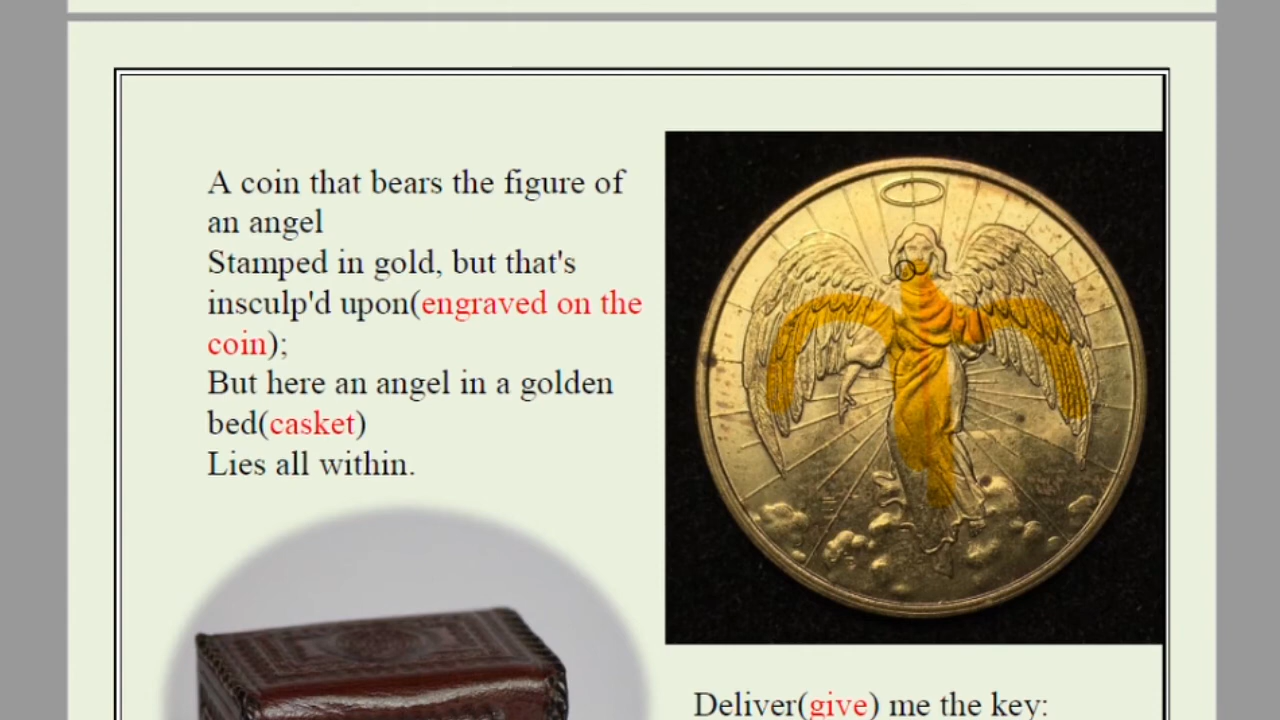 A coin that bears the figure of
an angel
Stamped in gold, but that's
insculp'd upon(engraved on the
coin);
But here an angel in a golden
bed(casket)
Lies all within.
Deliver(give) me the key: